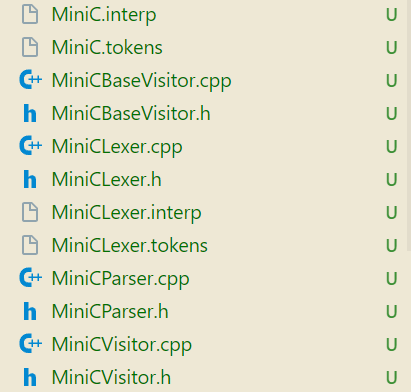 MiniC.interp U
MiniC.tokens U
C++ MiniCBaseVisitor.cpp U
h MiniCBaseVisitor.h U
C++ MiniCLexer.cpp U
h MiniCLexer.h U
MiniCLexer.interp U
MiniCLexer.tokens U
C++ MiniCParser.cpp U
h MiniCParser.h U
C++ MiniCVisitor.cpp U
h MiniCVisitor.h U